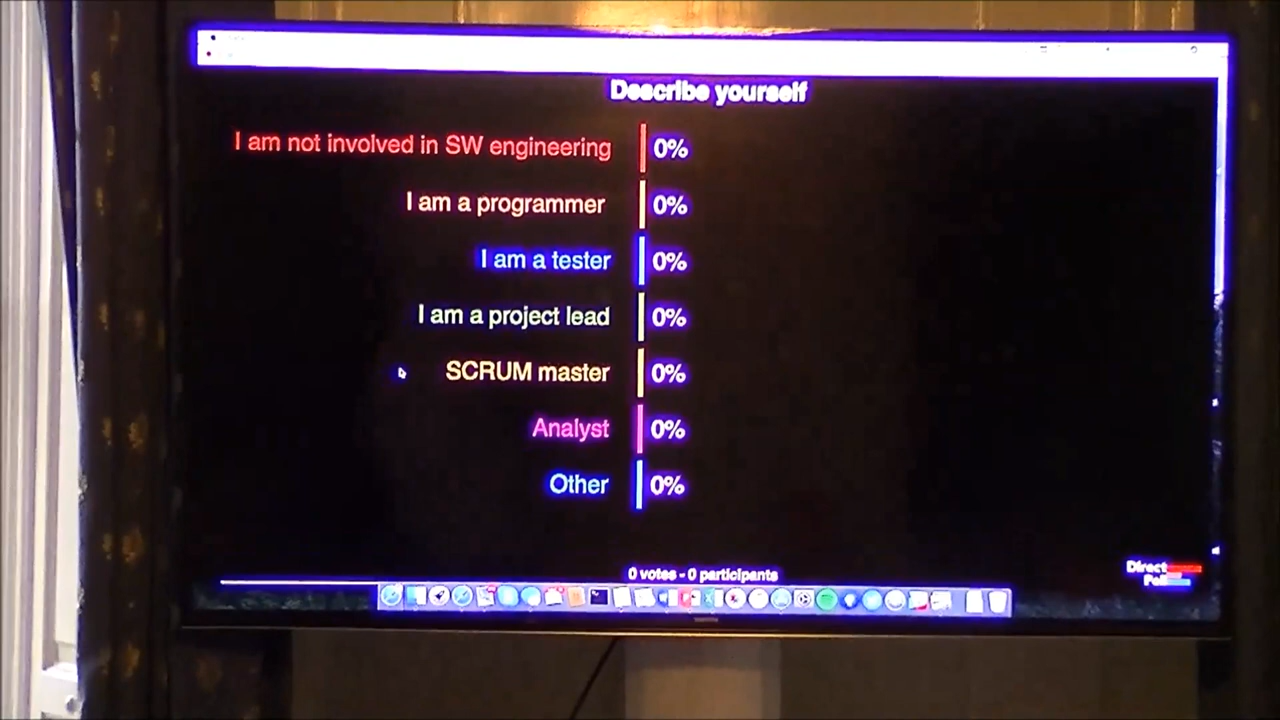 Describe yourself
I am not involved in SW engineering 0%
I am a programmer 0%
I am a tester 0%
I am a project lead 0%
SCRUM master 0%
Analyst 0%
Other 0%
0 votes - 0 participants
Direct
Poll